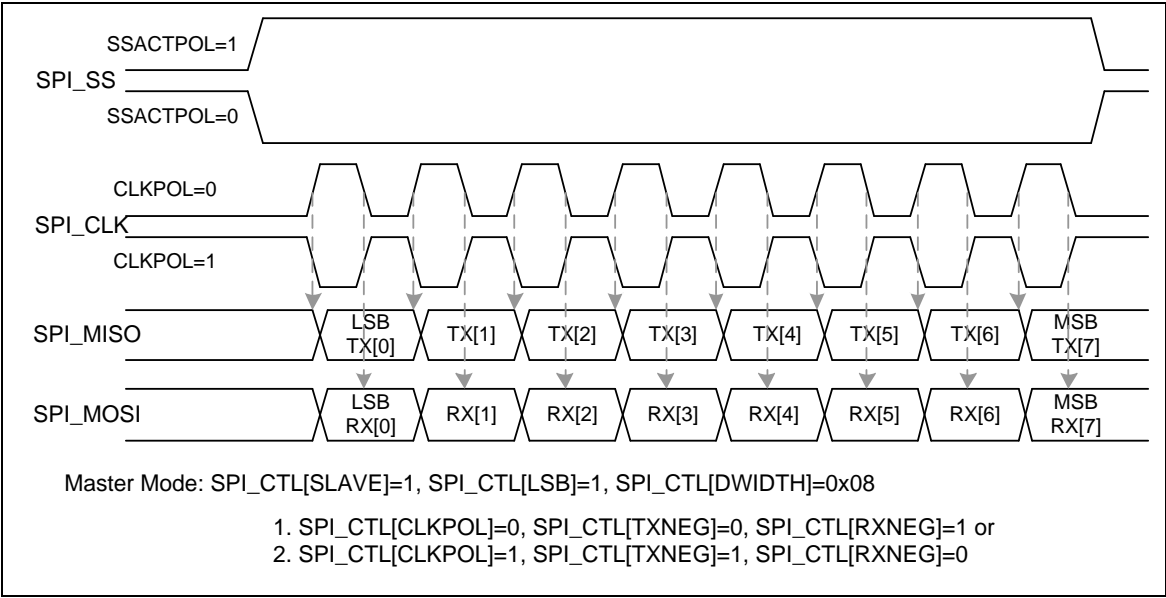 SSACTPOL=1
SPI_SS
SSACTPOL=0
CLKPOL=0
SPI_CLK
CLKPOL=1
SPI_MISO
LSB TX[1] TX[2] TX[3] TX[4] TX[5] TX[6] MSB
TX[0] TX[7]
SPI_MOSI
LSB RX[1] RX[2] RX[3] RX[4] RX[5] RX[6] MSB
RX[0] RX[7]
Master Mode: SPI_CTL[SLAVE]=1, SPI_CTL[LSB]=1, SPI_CTL[DWIDTH]=0x08
1. SPI_CTL[CLKPOL]=0, SPI_CTL[TXNEG]=0, SPI_CTL[RXNEG]=1 or
2. SPI_CTL[CLKPOL]=1, SPI_CTL[TXNEG]=1, SPI_CTL[RXNEG]=0